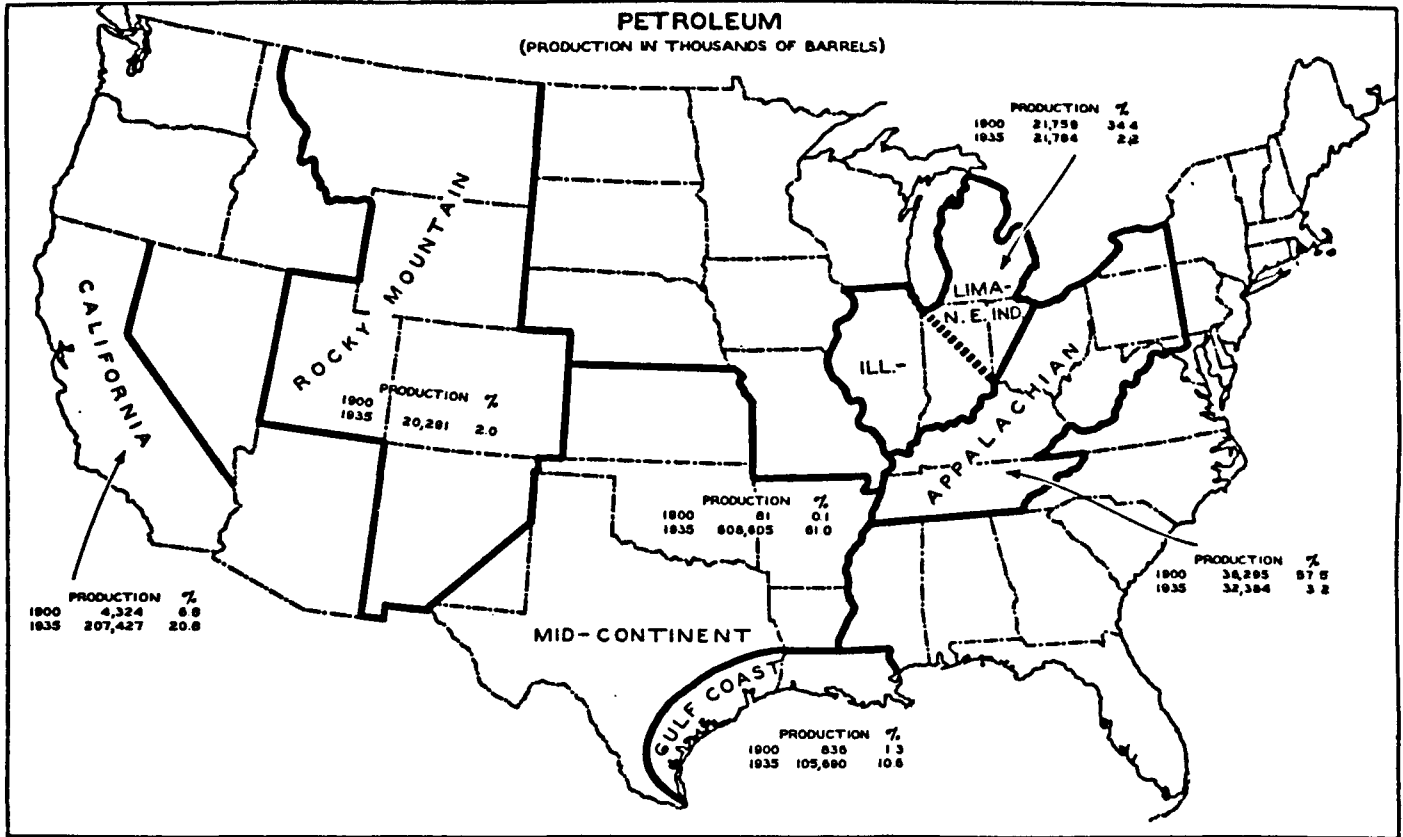 PETROLEUM
(PRODUCTION IN THOUSANDS OF BARRELS)
PRODUCTION %
1900 21,759 34.4
1935 21,794 2.2
ROCKY MOUNTAIN
PRODUCTION %
1900
1935 20,281 2.0
CALIFORNIA
LIMA-
N. E. IND.
ILL.-
APPALACHIAN
PRODUCTION %
1900 81 0.1
1935 608,605 61.0
PRODUCTION %
1900 36,295 57.5
1935 32,384 3.2
PRODUCTION %
1900 4,324 6.8
1935 207,427 20.8
MID-CONTINENT
GULF COAST
PRODUCTION %
1900 836 1.3
1935 105,690 10.6